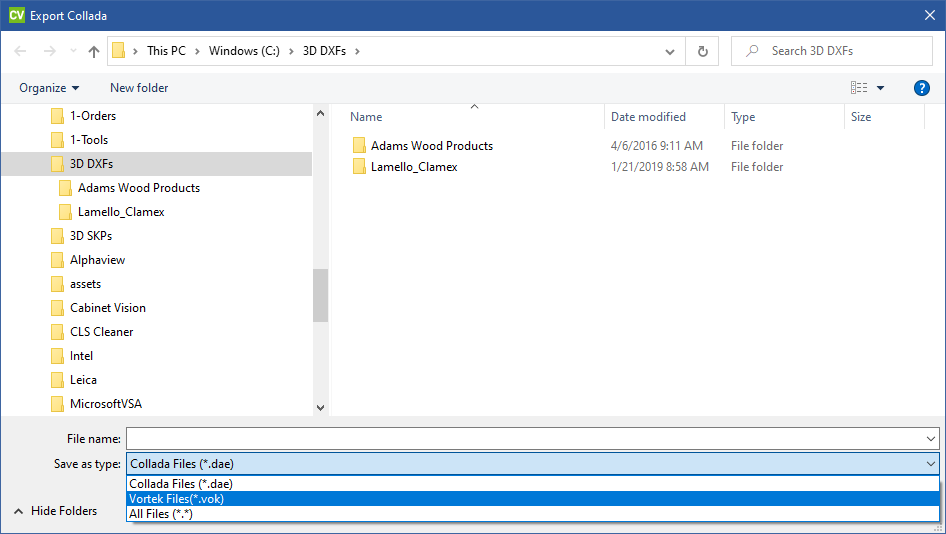 CV Export Collada
This PC Windows (C:) 3D DXFs Search 3D DXFs
Organize New folder ?
1-Orders
1-Tools
3D DXFs
Adams Wood Products
Lamello_Clamex
3D SKPs
Alphaview
assets
Cabinet Vision
CLS Cleaner
Intel
Leica
MicrosoftVSA
Name Date modified Type Size
Adams Wood Products 4/6/2016 9:11 AM File folder
Lamello_Clamex 1/21/2019 8:58 AM File folder
File name:
Save as type: Collada Files (*.dae)
Collada Files (*.dae)
Vortek Files(*.vok)
All Files (*.*)
Hide Folders